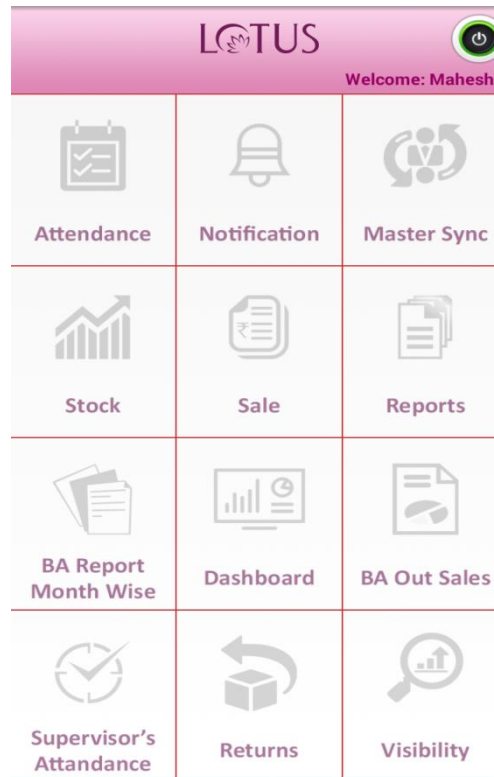 LOTUS
Welcome: Mahesh
Attendance
Notification
Master Sync
Stock
Sale
Reports
BA Report
Month Wise
Dashboard
BA Out Sales
Supervisor's
Attandance
Returns
Visibility